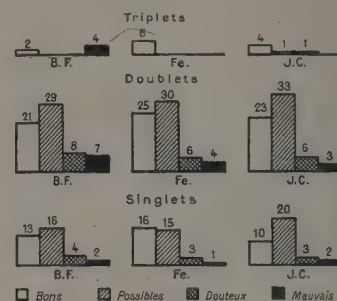 Triplets
2 4 8 4 1 1
B.F. Fe. J.C.
Doublets
21 29 8 7 25 30 6 4 23 33 6 3
B.F. Fe. J.C.
Singlets
13 16 4 2 16 15 3 1 10 20 3 2
B.F. Fe. J.C.
Bons Possibles Douteux Mauvais